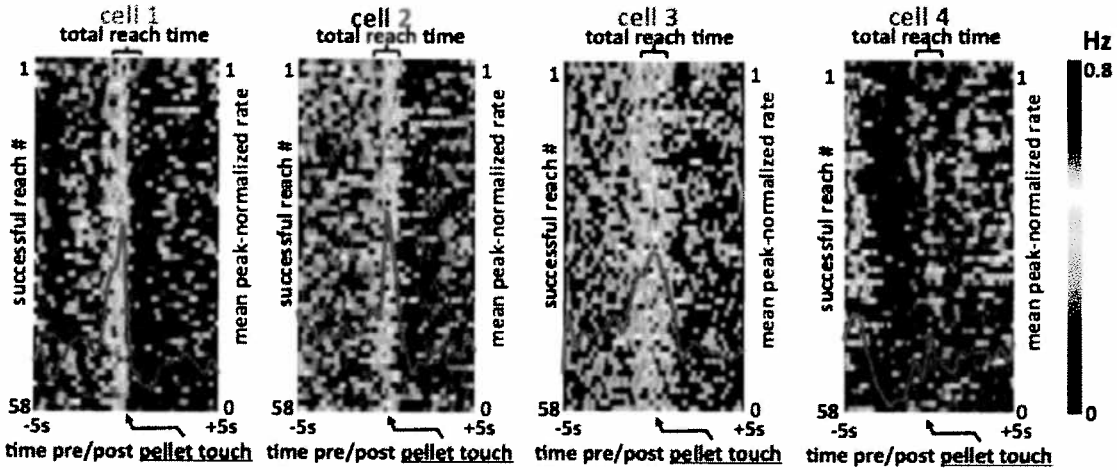 cell 1
total reach time
1
1
successful reach #
mean peak-normalized rate
58
0
-5s
+5s
time pre/post pellet touch
cell 2
total reach time
1
1
successful reach #
mean peak-normalized rate
58
0
-5s
+5s
time pre/post pellet touch
cell 3
total reach time
1
1
successful reach #
mean peak-normalized rate
58
0
-5s
+5s
time pre/post pellet touch
cell 4
total reach time
1
1
successful reach #
mean peak-normalized rate
58
0
-5s
+5s
time pre/post pellet touch
Hz
0.8
0